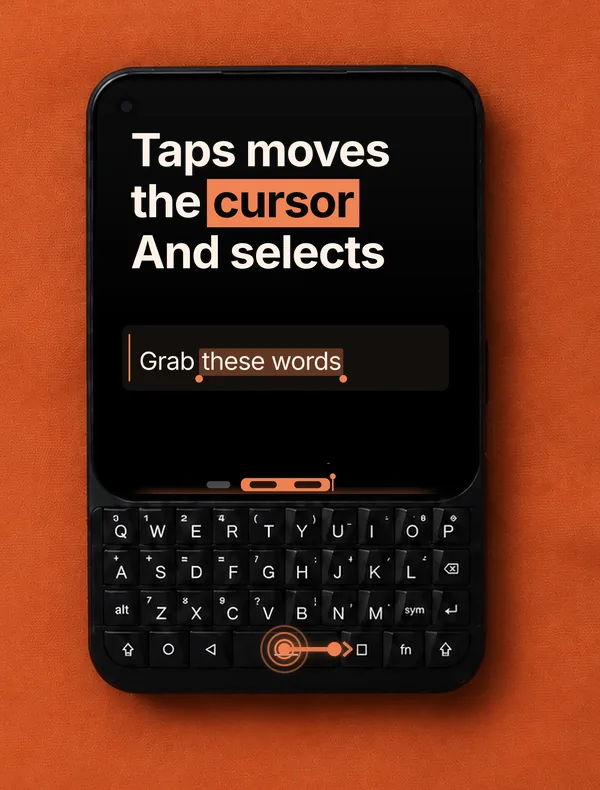 Taps moves
the cursor
And selects
Grab these words
Q W E R T Y U I O P
A S D F G H J K L
alt Z X C V B N M sym
fn